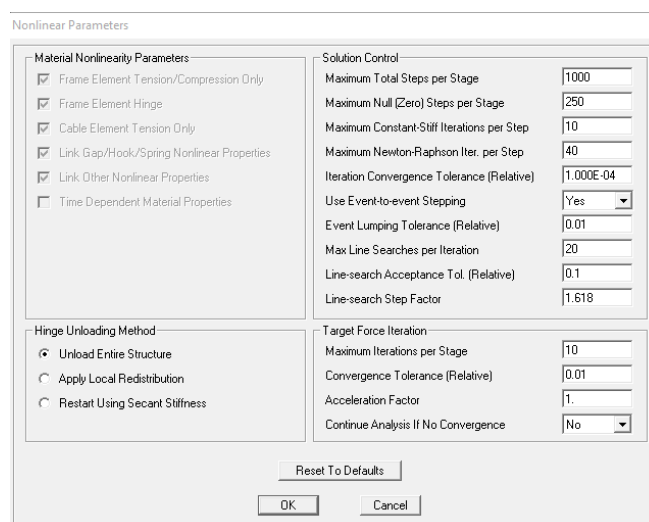 Nonlinear Parameters
Material Nonlinearity Parameters
Frame Element Tension/Compression Only
Frame Element Hinge
Cable Element Tension Only
Link Gap/Hook/Spring Nonlinear Properties
Link Other Nonlinear Properties
Time Dependent Material Properties
Solution Control
Maximum Total Steps per Stage 1000
Maximum Null (Zero) Steps per Stage 250
Maximum Constant-Stiff Iterations per Step 10
Maximum Newton-Raphson Iter. per Step 40
Iteration Convergence Tolerance (Relative) 1.000E-04
Use Event-to-event Stepping Yes
Event Lumping Tolerance (Relative) 0.01
Max Line Searches per Iteration 20
Line-search Acceptance Tol. (Relative) 0.1
Line-search Step Factor 1.618
Hinge Unloading Method
Unload Entire Structure
Apply Local Redistribution
Restart Using Secant Stiffness
Target Force Iteration
Maximum Iterations per Stage 10
Convergence Tolerance (Relative) 0.01
Acceleration Factor 1.
Continue Analysis If No Convergence No
Reset To Defaults
OK Cancel